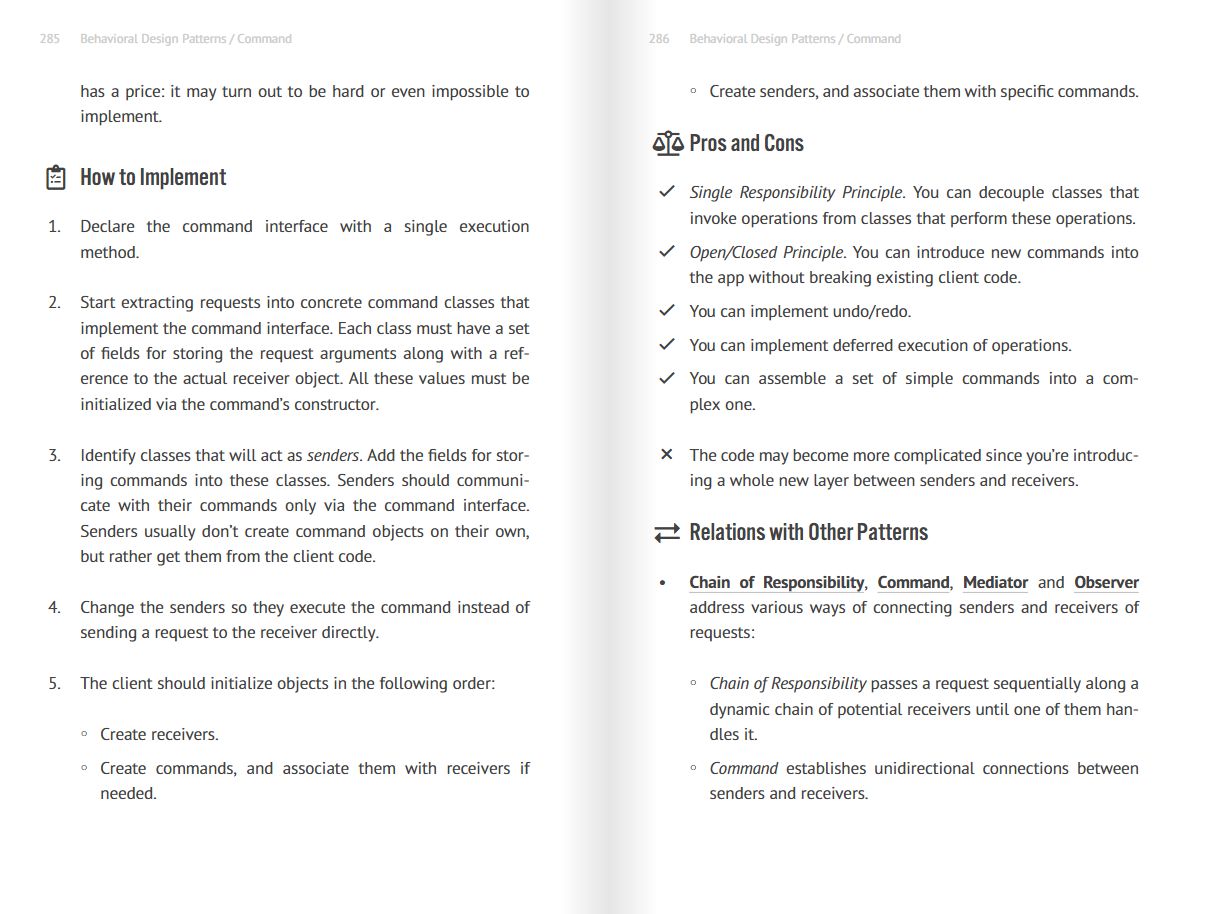 285 Behavioral Design Patterns / Command
has a price: it may turn out to be hard or even impossible to
implement.
How to Implement
1. Declare the command interface with a single execution
method.
2. Start extracting requests into concrete command classes that
implement the command interface. Each class must have a set
of fields for storing the request arguments along with a ref-
erence to the actual receiver object. All these values must be
initialized via the command’s constructor.
3. Identify classes that will act as senders. Add the fields for stor-
ing commands into these classes. Senders should communi-
cate with their commands only via the command interface.
Senders usually don’t create command objects on their own,
but rather get them from the client code.
4. Change the senders so they execute the command instead of
sending a request to the receiver directly.
5. The client should initialize objects in the following order:
◦ Create receivers.
◦ Create commands, and associate them with receivers if
needed.
286 Behavioral Design Patterns / Command
◦ Create senders, and associate them with specific commands.
Pros and Cons
✓ Single Responsibility Principle. You can decouple classes that
invoke operations from classes that perform these operations.
✓ Open/Closed Principle. You can introduce new commands into
the app without breaking existing client code.
✓ You can implement undo/redo.
✓ You can implement deferred execution of operations.
✓ You can assemble a set of simple commands into a com-
plex one.
✕ The code may become more complicated since you’re introduc-
ing a whole new layer between senders and receivers.
Relations with Other Patterns
• Chain of Responsibility, Command, Mediator and Observer
address various ways of connecting senders and receivers of
requests:
◦ Chain of Responsibility passes a request sequentially along a
dynamic chain of potential receivers until one of them han-
dles it.
◦ Command establishes unidirectional connections between
senders and receivers.